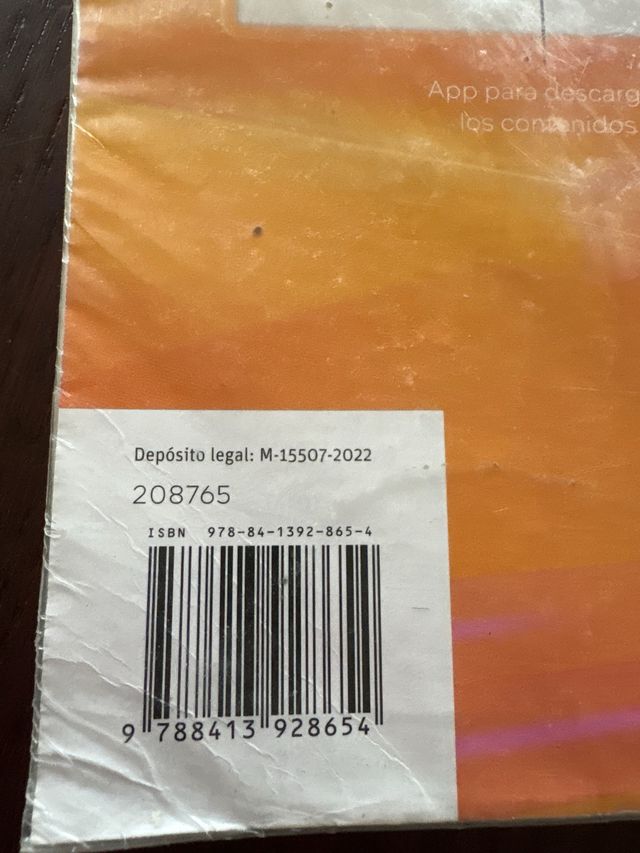 App para descarg
los contenidos
Depósito legal: M-15507-2022
208765
ISBN 978-84-1392-865-4
9 788413 928654